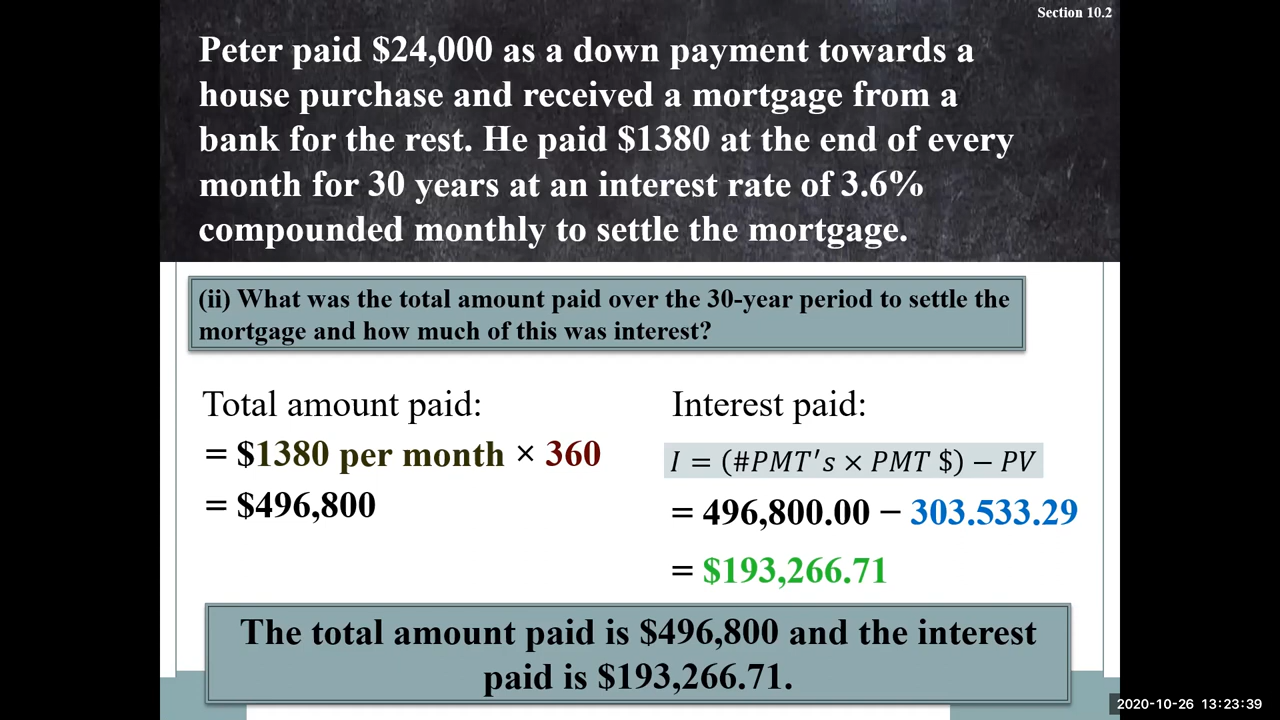 Section 10.2
Peter paid $24,000 as a down payment towards a
house purchase and received a mortgage from a
bank for the rest. He paid $1380 at the end of every
month for 30 years at an interest rate of 3.6%
compounded monthly to settle the mortgage.
(ii) What was the total amount paid over the 30-year period to settle the
mortgage and how much of this was interest?
Total amount paid:
= $1380 per month × 360
= $496,800
Interest paid:
I = (#PMT's × PMT $) − PV
= 496,800.00 − 303.533.29
= $193,266.71
The total amount paid is $496,800 and the interest
paid is $193,266.71.
2020-10-26 13:23:39